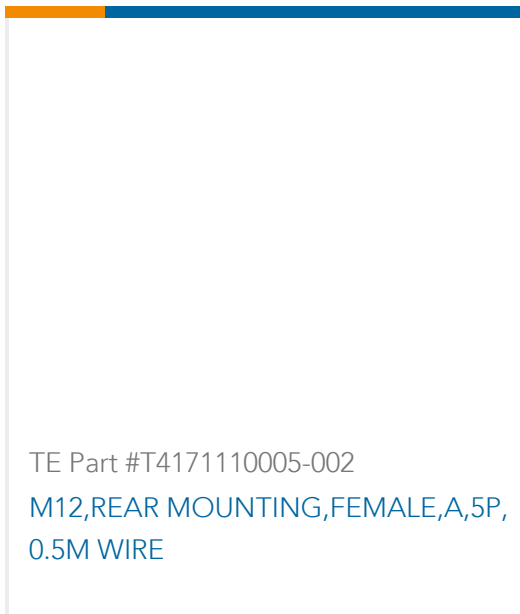 TE Part #T4171110005-002
M12,REAR MOUNTING,FEMALE,A,5P,
0.5M WIRE